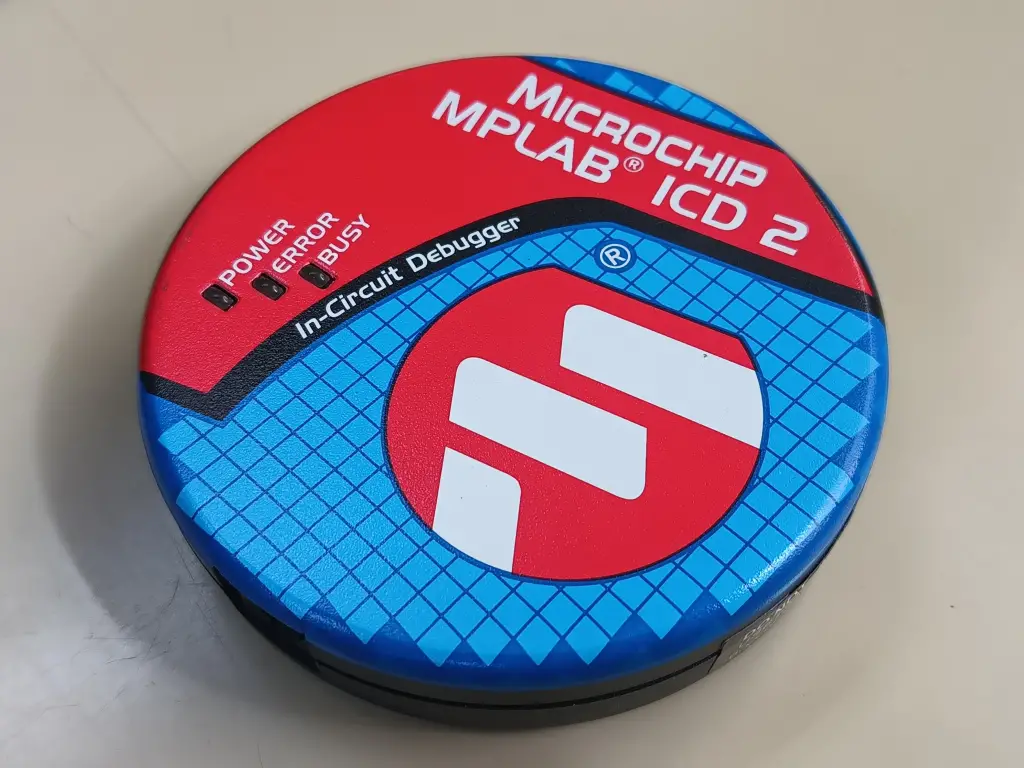 MICROCHIP
MPLAB® ICD 2
POWER
ERROR
BUSY
In-Circuit Debugger
®